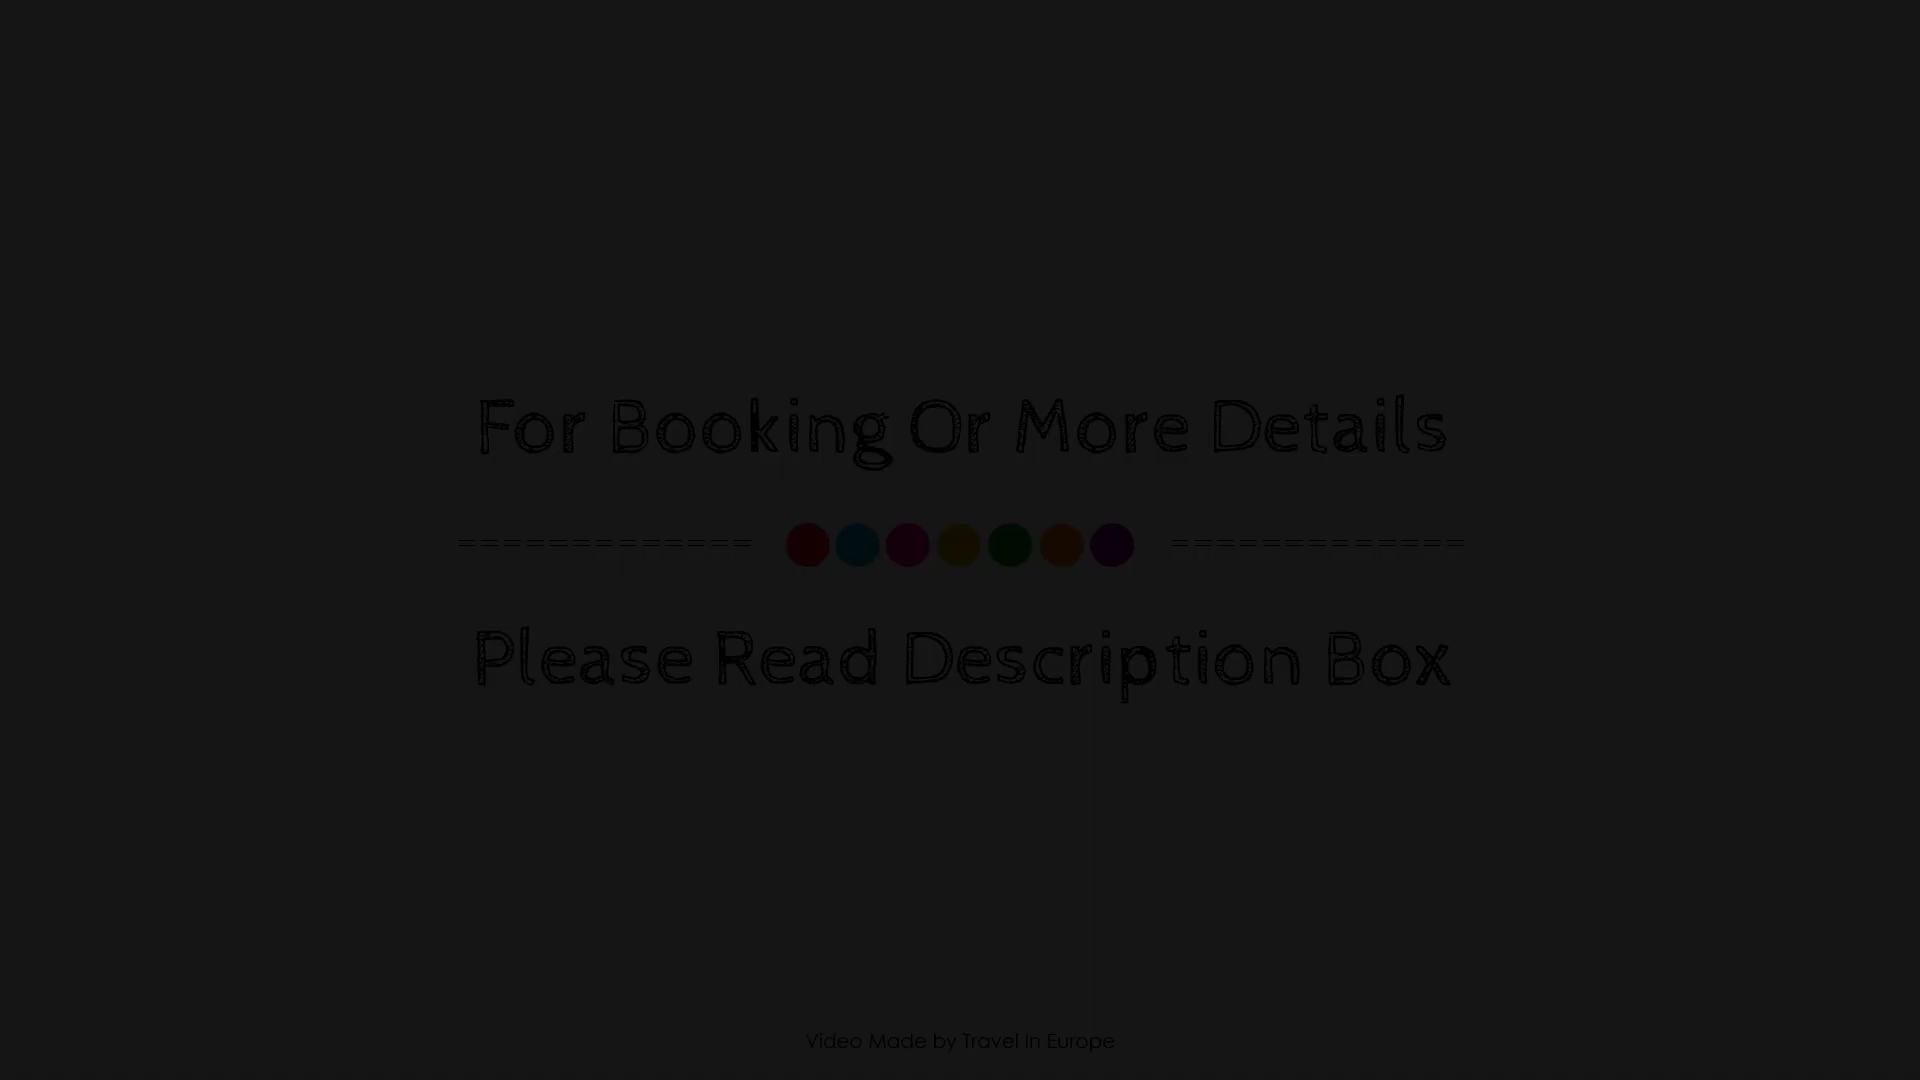 For Booking Or More Details
============= =============
Please Read Description Box
Video Made by Travel In Europe